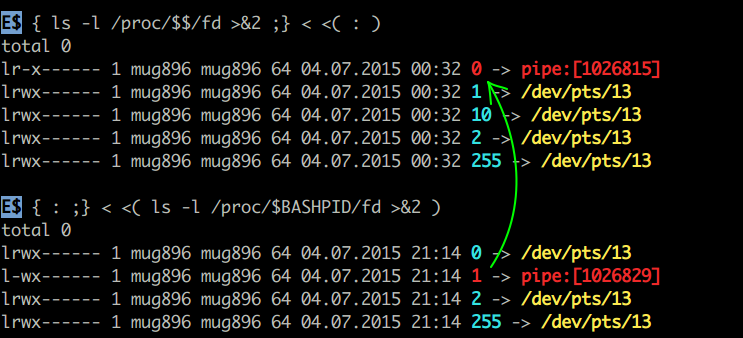 E$ { ls -l /proc/$$/fd >&2 ;} < <( : )
total 0
lr-x------ 1 mug896 mug896 64 04.07.2015 00:32 0 -> pipe:[1026815]
lrwx------ 1 mug896 mug896 64 04.07.2015 00:32 1 -> /dev/pts/13
lrwx------ 1 mug896 mug896 64 04.07.2015 00:32 10 -> /dev/pts/13
lrwx------ 1 mug896 mug896 64 04.07.2015 00:32 2 -> /dev/pts/13
lrwx------ 1 mug896 mug896 64 04.07.2015 00:32 255 -> /dev/pts/13
E$ { : ;} < <( ls -l /proc/$BASHPID/fd >&2 )
total 0
lrwx------ 1 mug896 mug896 64 04.07.2015 21:14 0 -> /dev/pts/13
l-wx------ 1 mug896 mug896 64 04.07.2015 21:14 1 -> pipe:[1026829]
lrwx------ 1 mug896 mug896 64 04.07.2015 21:14 2 -> /dev/pts/13
lrwx------ 1 mug896 mug896 64 04.07.2015 21:14 255 -> /dev/pts/13